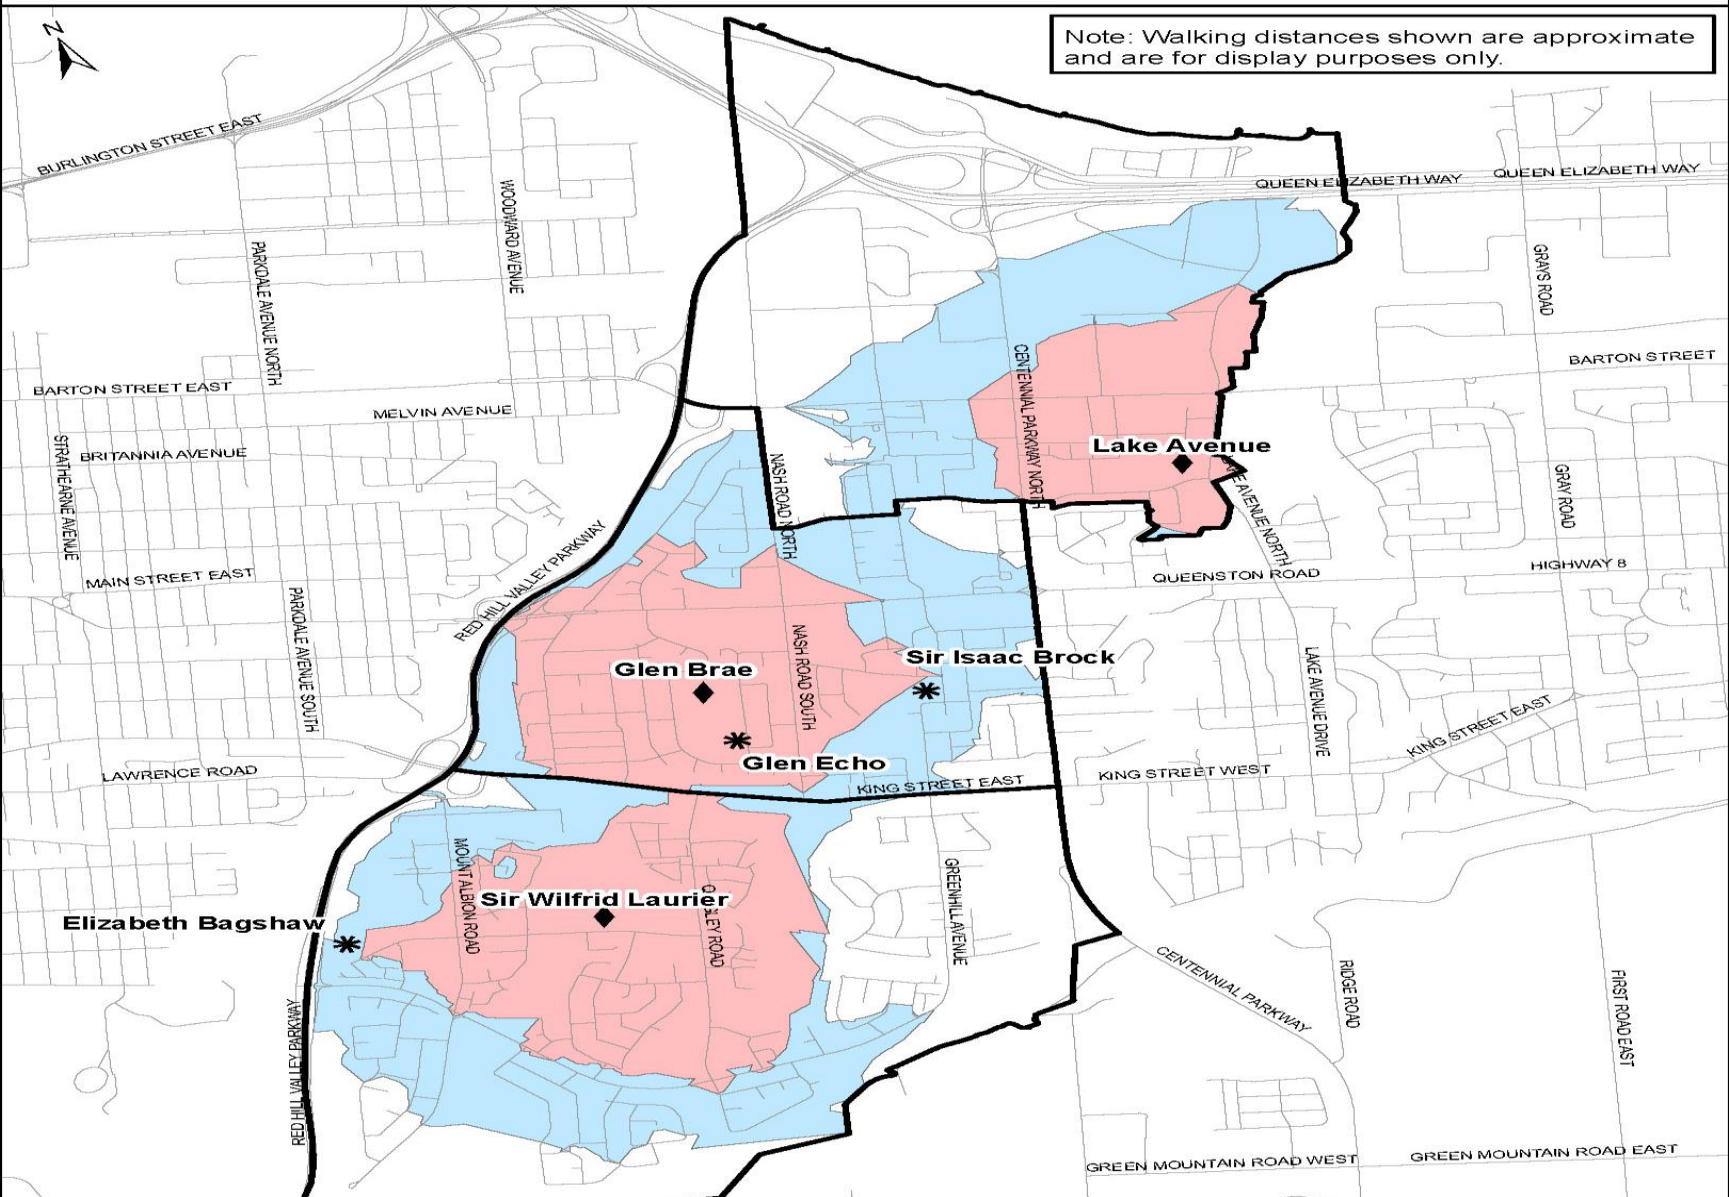 Note: Walking distances shown are approximate
and are for display purposes only.
N
BURLINGTON STREET EAST
QUEEN ELIZABETH WAY
QUEEN ELIZABETH WAY
WOODWARD AVENUE
PARKDALE AVENUE NORTH
GRAYS ROAD
BARTON STREET
BARTON STREET EAST
MELVIN AVENUE
CENTENNIAL PARKWAY NORTH
BRITANNIA AVENUE
STRATHEARNE AVENUE
Lake Avenue
NASH ROAD NORTH
AVENUE NORTH
GRAY ROAD
MAIN STREET EAST
RED HILL VALLEY PARKWAY
QUEENSTON ROAD
HIGHWAY 8
PARKDALE AVENUE SOUTH
NASH ROAD SOUTH
Glen Brae
Sir Isaac Brock
LAKE AVENUE DRIVE
KING STREET EAST
Glen Echo
LAWRENCE ROAD
KING STREET EAST
KING STREET WEST
MOUNT ALBION ROAD
GREENHILL AVENUE
Sir Wilfrid Laurier
Elizabeth Bagshaw
ROAD
CENTENNIAL PARKWAY
RIDGE ROAD
FIRST ROAD EAST
RED HILL VALLEY PARKWAY
GREEN MOUNTAIN ROAD WEST
GREEN MOUNTAIN ROAD EAST